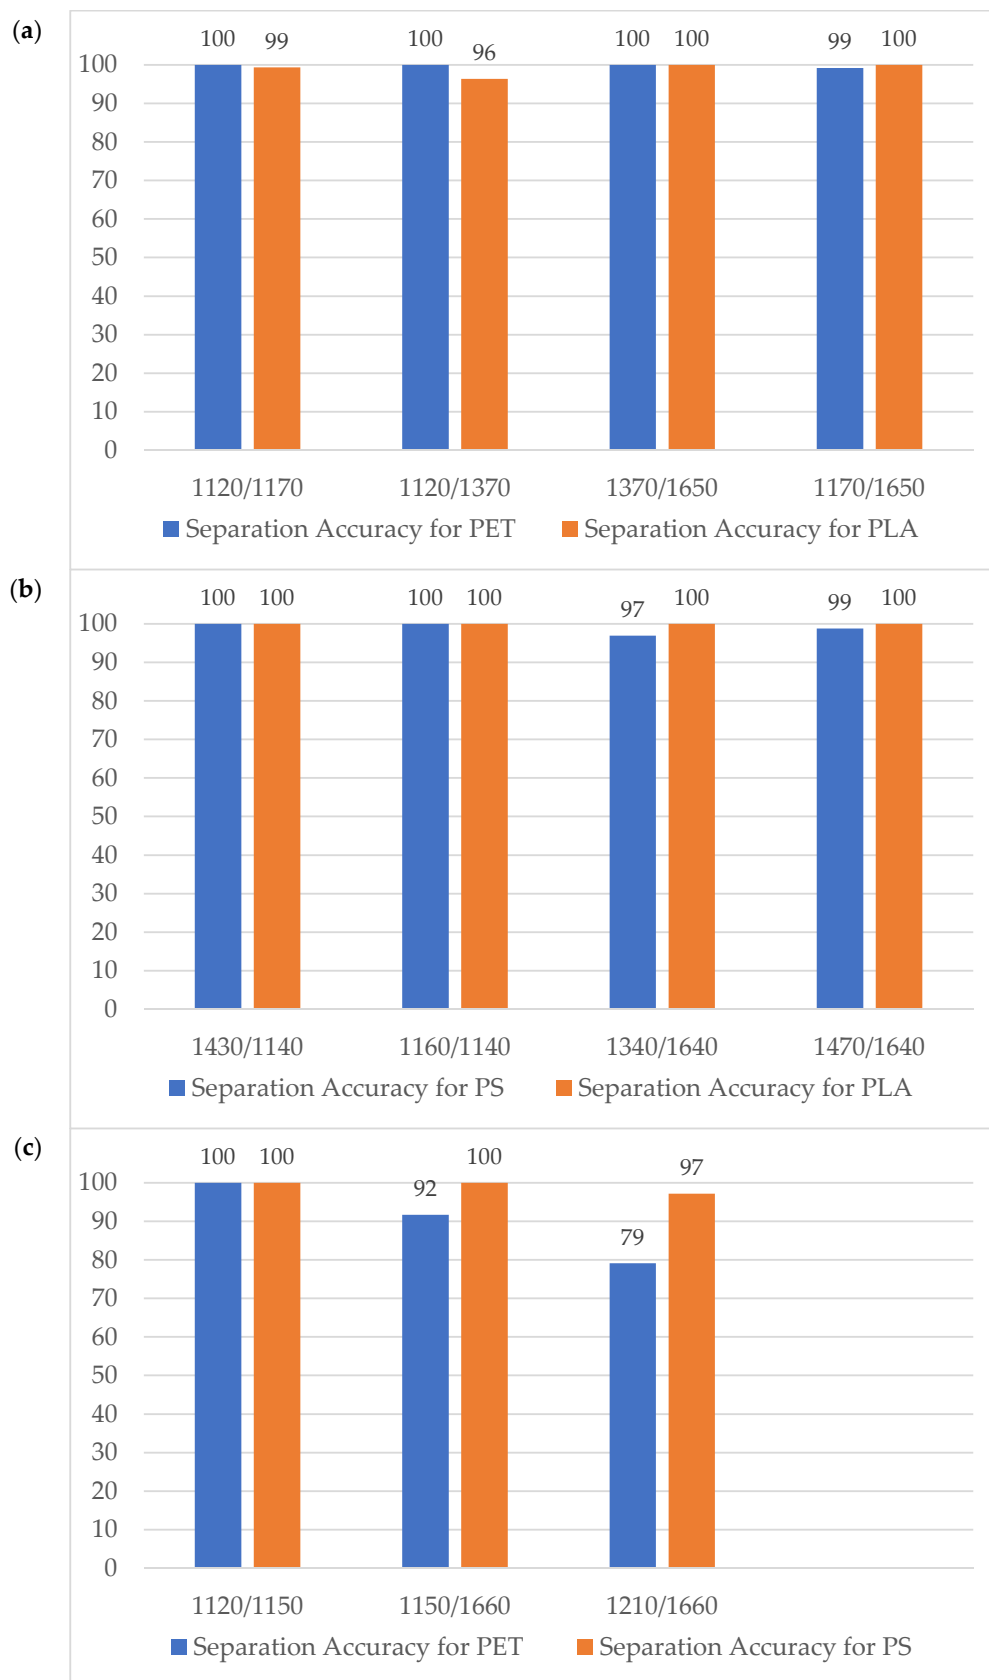 (a)
100 99 100 96 100 100 99 100
100
90
80
70
60
50
40
30
20
10
0
1120/1170 1120/1370 1370/1650 1170/1650
Separation Accuracy for PET Separation Accuracy for PLA
(b)
100 100 100 100 97 100 99 100
100
90
80
70
60
50
40
30
20
10
0
1430/1140 1160/1140 1340/1640 1470/1640
Separation Accuracy for PS Separation Accuracy for PLA
(c)
100 100 92 100 79 97
100
90
80
70
60
50
40
30
20
10
0
1120/1150 1150/1660 1210/1660
Separation Accuracy for PET Separation Accuracy for PS